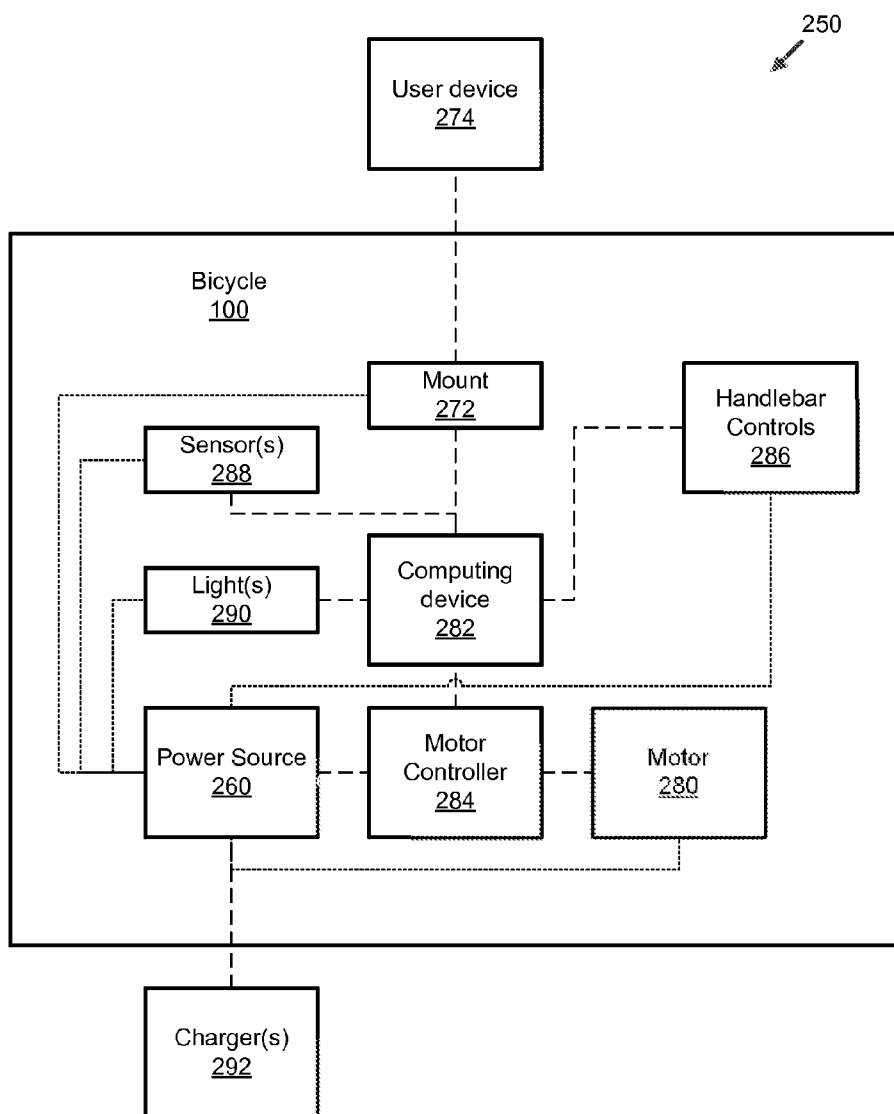 250
User device
274
Bicycle
100
Mount
272
Handlebar
Controls
286
Sensor(s)
288
Light(s)
290
Computing
device
282
Power Source
260
Motor
Controller
284
Motor
280
Charger(s)
292